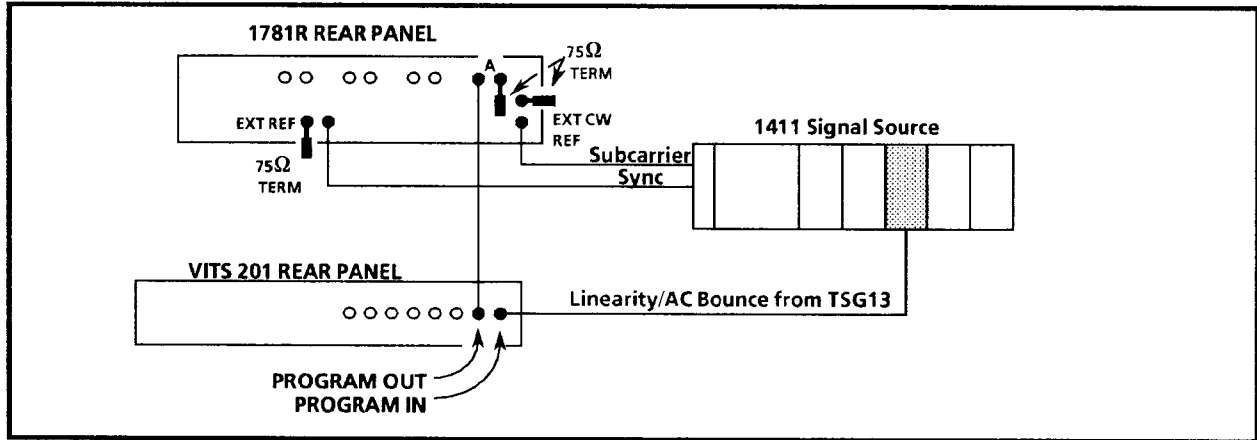 1781R REAR PANEL
A
75Ω
TERM
EXT REF
EXT CW
REF
75Ω
TERM
1411 Signal Source
Subcarrier
Sync
VITS 201 REAR PANEL
Linearity/AC Bounce from TSG13
PROGRAM OUT
PROGRAM IN